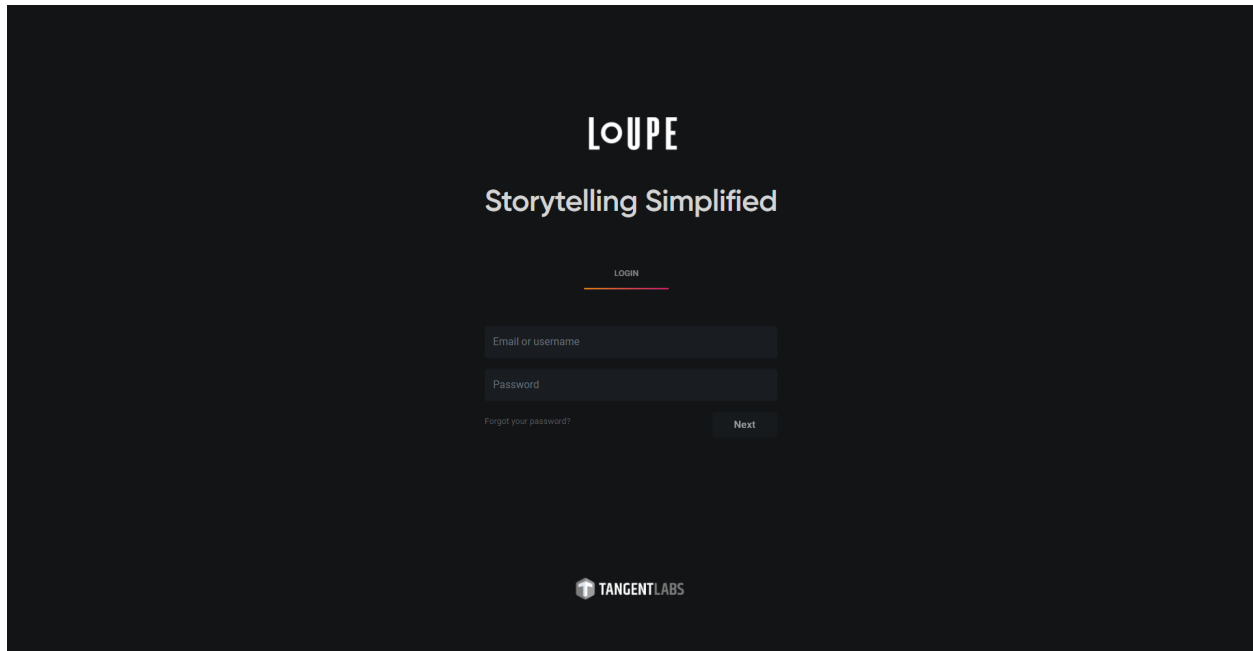 LOUPE
Storytelling Simplified
LOGIN
Email or username
Password
Forgot your password?
Next
TANGENTLABS